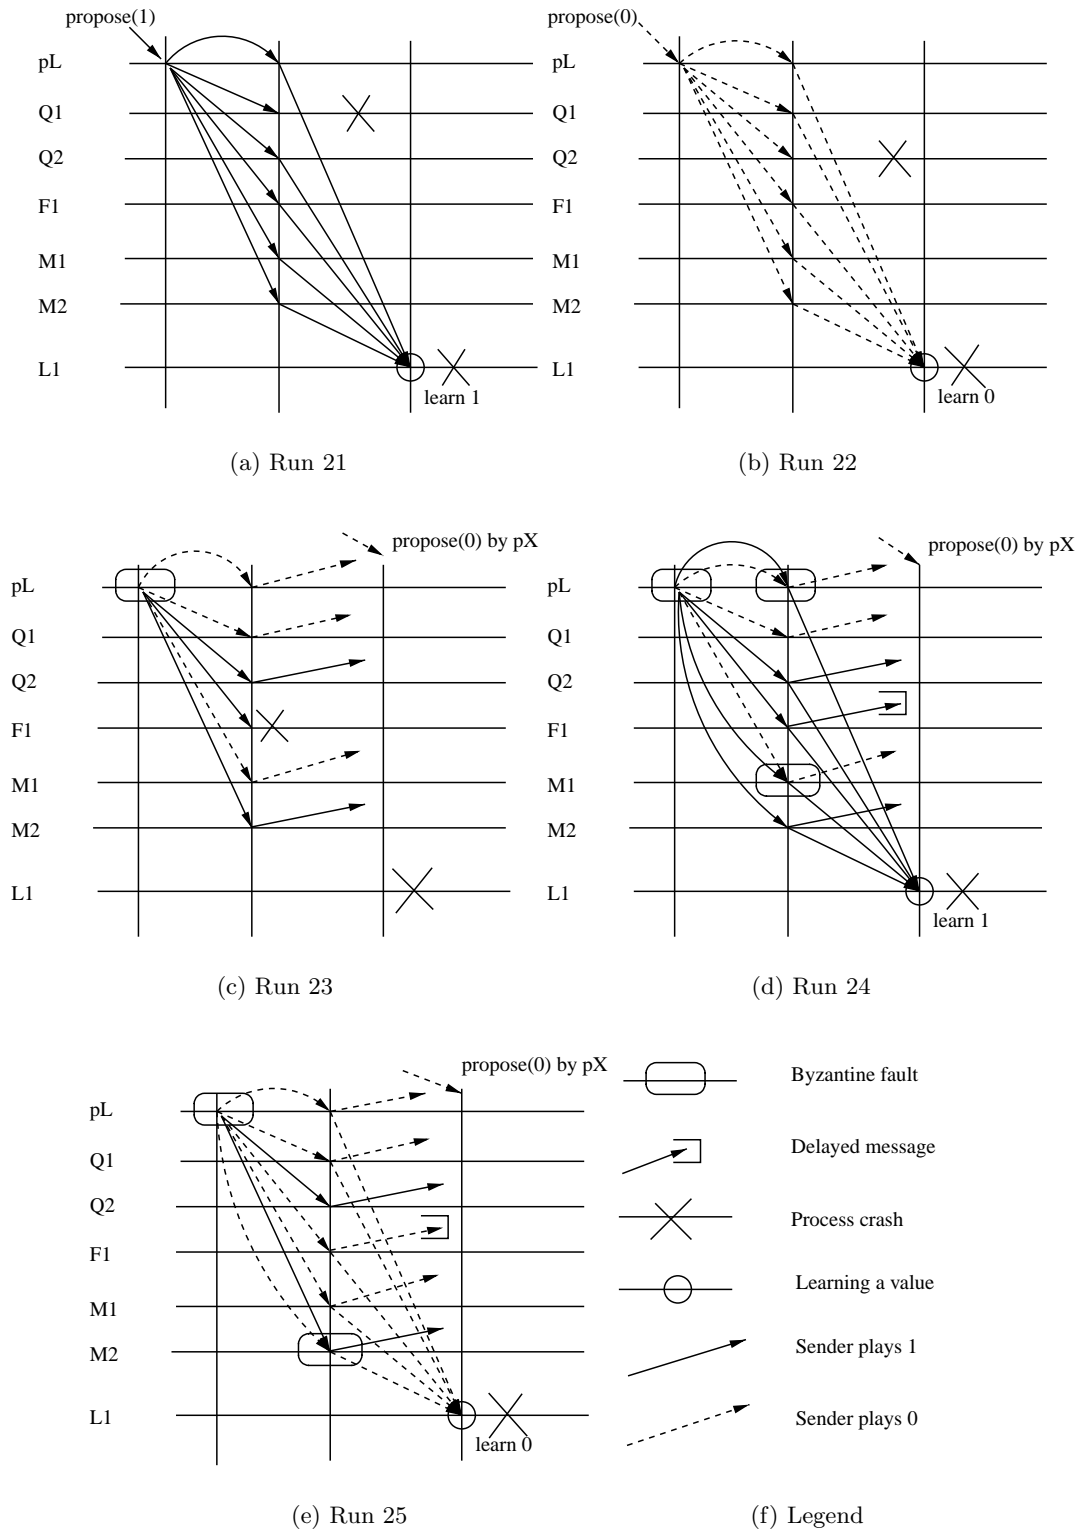 propose(1)
pL
Q1
Q2
F1
M1
M2
L1
learn 1
(a) Run 21
propose(0)
pL
Q1
Q2
F1
M1
M2
L1
learn 0
(b) Run 22
propose(0) by pX
pL
Q1
Q2
F1
M1
M2
L1
(c) Run 23
propose(0) by pX
pL
Q1
Q2
F1
M1
M2
L1
learn 1
(d) Run 24
propose(0) by pX
pL
Q1
Q2
F1
M1
M2
L1
learn 0
(e) Run 25
Byzantine fault
Delayed message
Process crash
Learning a value
Sender plays 1
Sender plays 0
(f) Legend